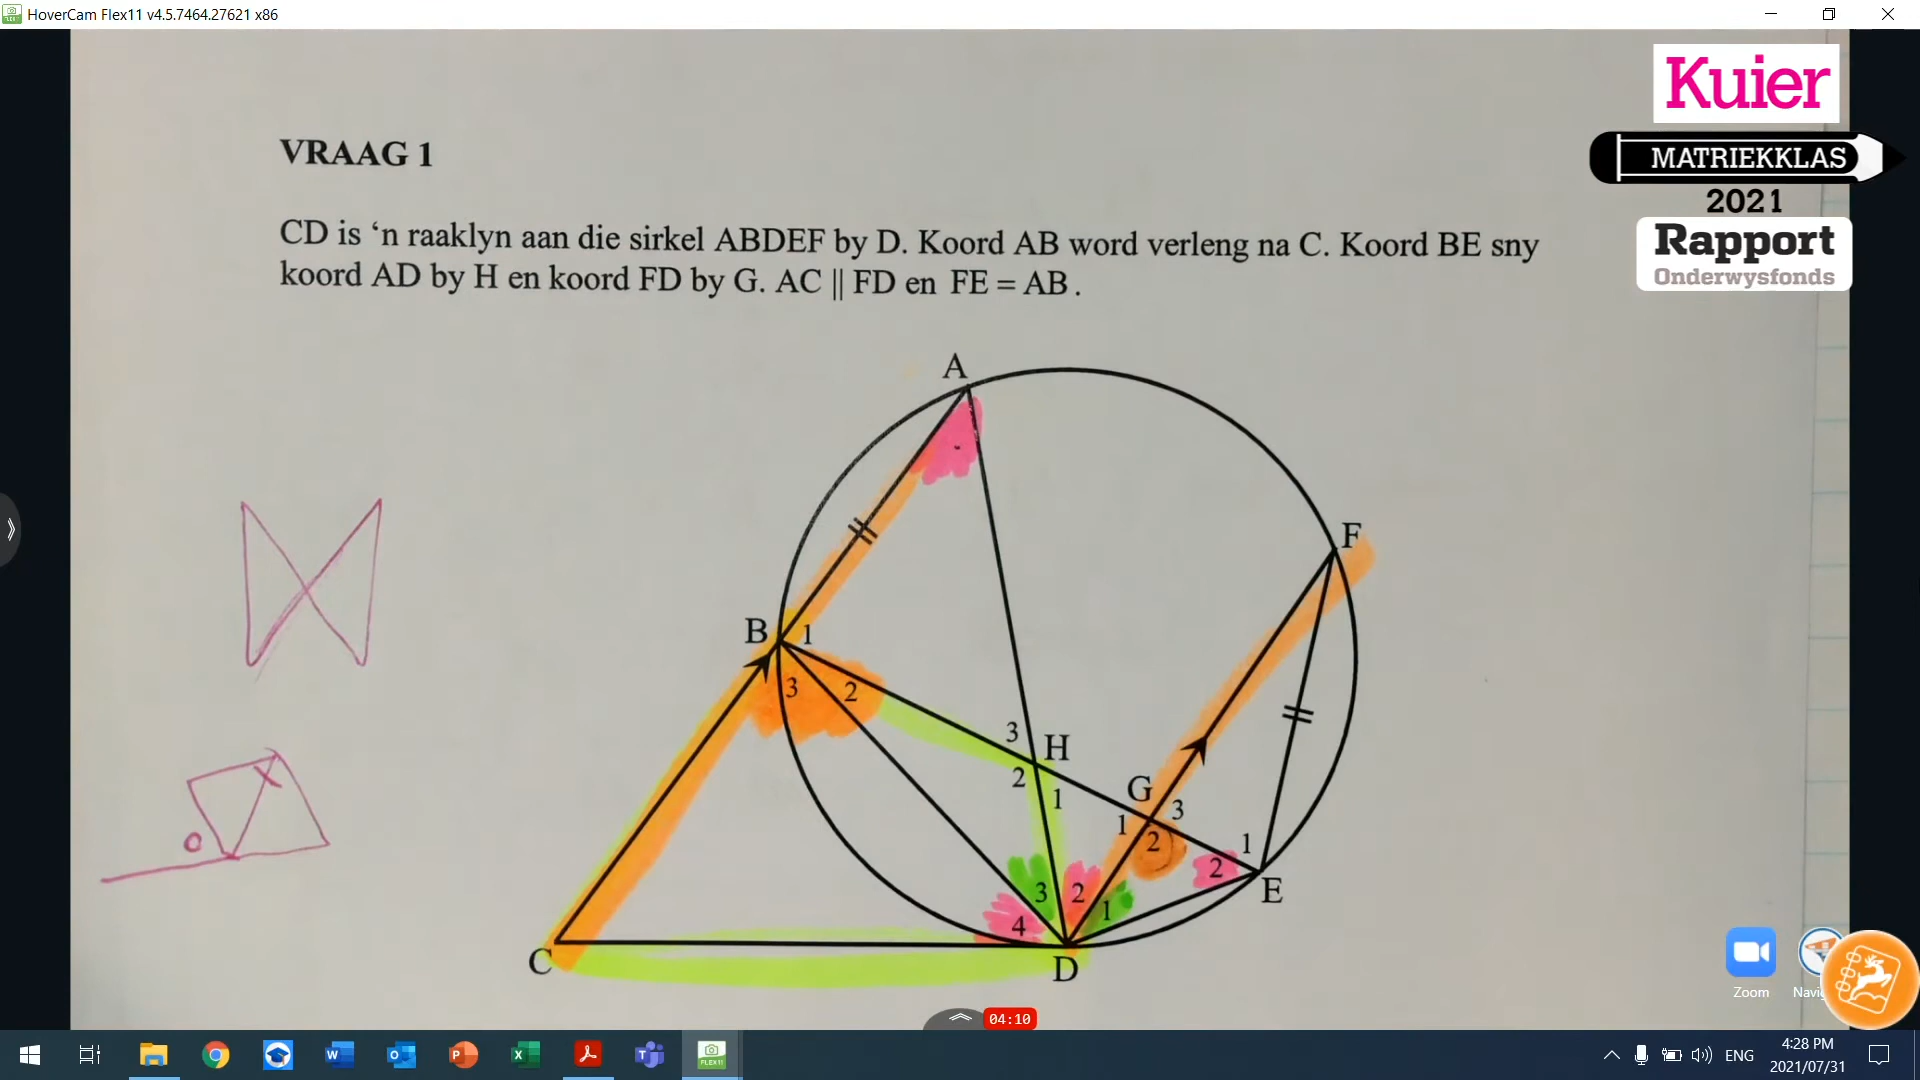 HoverCam Flex11 v4.5.7464.27621 x86
Kuier
MATRIEKKLAS
2021
Rapport
Onderwysfonds
VRAAG 1
CD is ‘n raaklyn aan die sirkel ABDEF by D. Koord AB word verleng na C. Koord BE sny
koord AD by H en koord FD by G. AC || FD en FE = AB .
A
F
B 1
3 2
3 H
2 1
G
1 3
2
1
2
E
3 2
4 1
C
D
Zoom
Navi
04:10
FLEX11
ENG
4:28 PM
2021/07/31